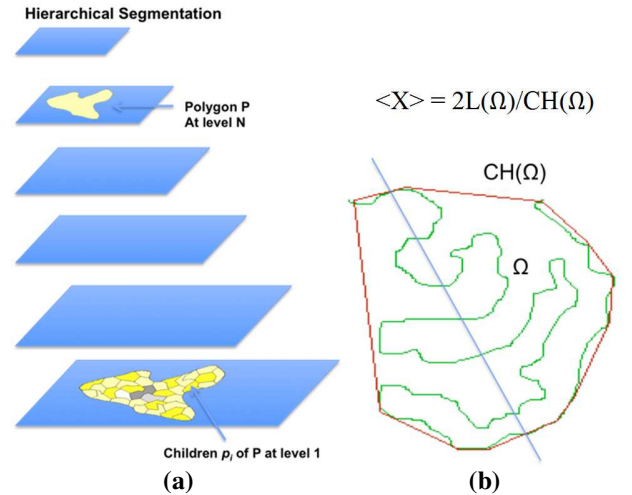 Hierarchical Segmentation
Polygon P
At level N
Children pi of P at level 1
(a)
<X> = 2L(Ω)/CH(Ω)
CH(Ω)
Ω
(b)